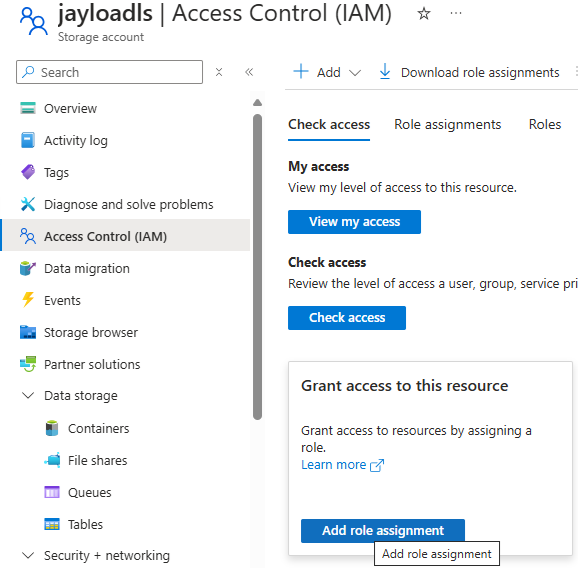 jayloadls | Access Control (IAM)
Storage account
Search
Add
Download role assignments
Overview
Activity log
Tags
Diagnose and solve problems
Access Control (IAM)
Data migration
Events
Storage browser
Partner solutions
Data storage
Containers
File shares
Queues
Tables
Security + networking
Check access
Role assignments
Roles
My access
View my level of access to this resource.
View my access
Check access
Review the level of access a user, group, service pri
Check access
Grant access to this resource
Grant access to resources by assigning a
role.
Learn more
Add role assignment
Add role assignment